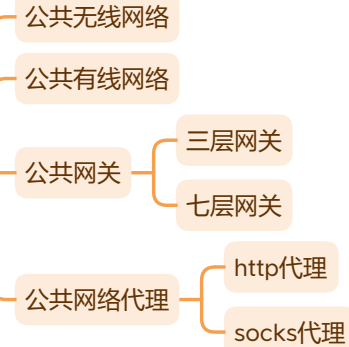 公共无线网络
公共有线网络
公共网关
三层网关
七层网关
公共网络代理
http代理
socks代理